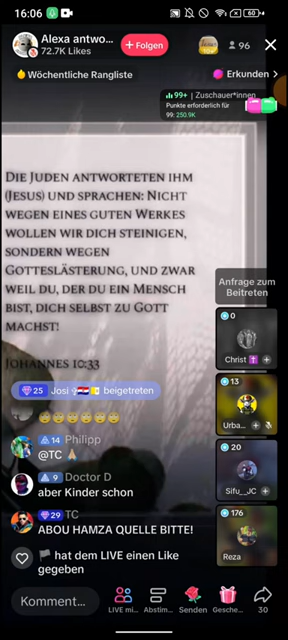 16:06
60
Alexa antwo...
72.7K Likes
+ Folgen
96
Wöchentliche Rangliste
Erkunden >
99+ | Zuschauer*innen
Punkte erforderlich für
99: 250.9K
Die Juden antworteten ihm
(Jesus) und sprachen: Nicht
wegen eines guten Werkes
wollen wir dich steinigen,
sondern wegen
Gotteslästerung, und zwar
weil du, der du ein Mensch
bist, dich selbst zu Gott
machst!
Johannes 10:33
Anfrage zum
Beitreten
0
Christ
13
Urba...
20
Sifu_JC
176
Reza
25 Josi beigetreten
14 Philipp
@TC
9 Doctor D
aber Kinder schon
29 TC
ABOU HAMZA QUELLE BITTE!
hat dem LIVE einen Like
gegeben
Komment...
LIVE mi...
Abstim...
Senden
Gesche...
30